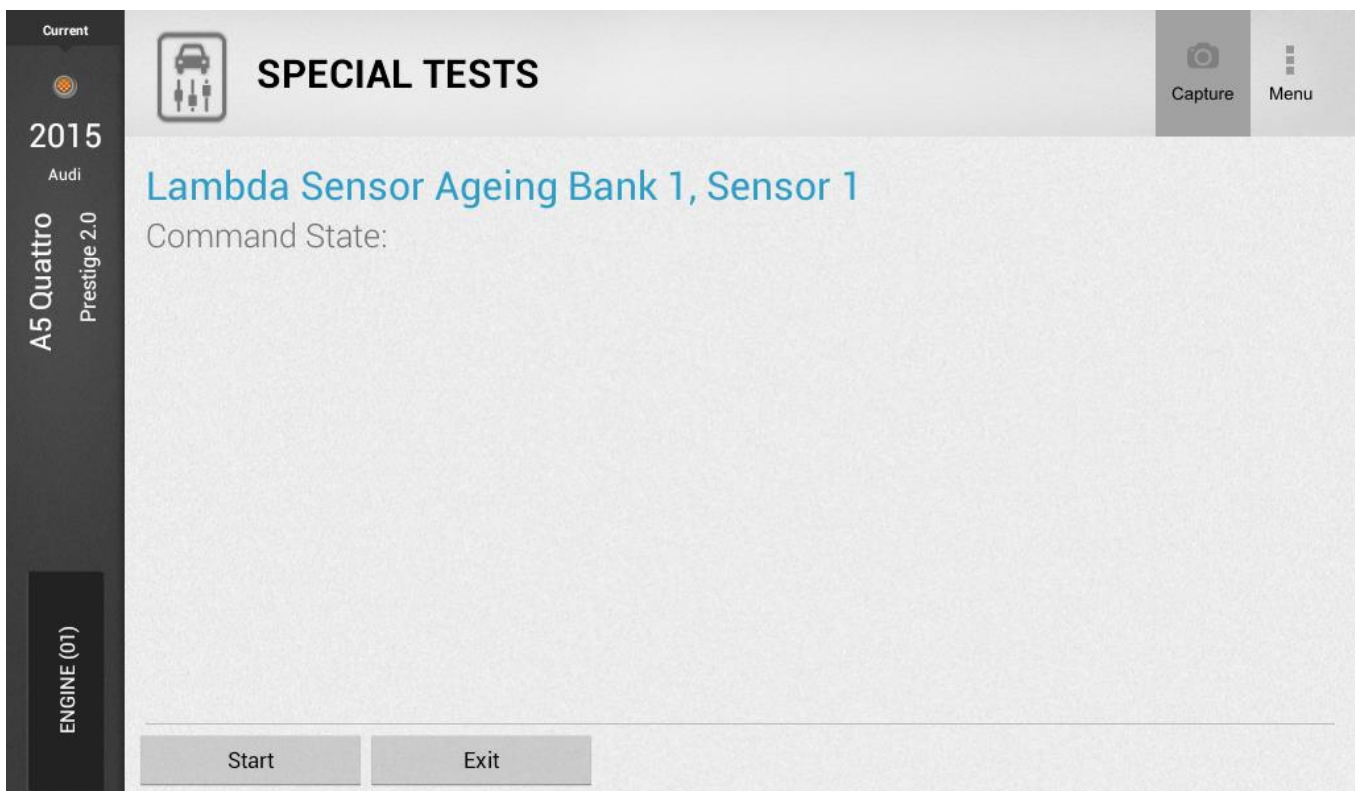 Current
2015
Audi
A5 Quattro
Prestige 2.0
ENGINE (01)
SPECIAL TESTS
Capture
Menu
Lambda Sensor Ageing Bank 1, Sensor 1
Command State:
Start
Exit